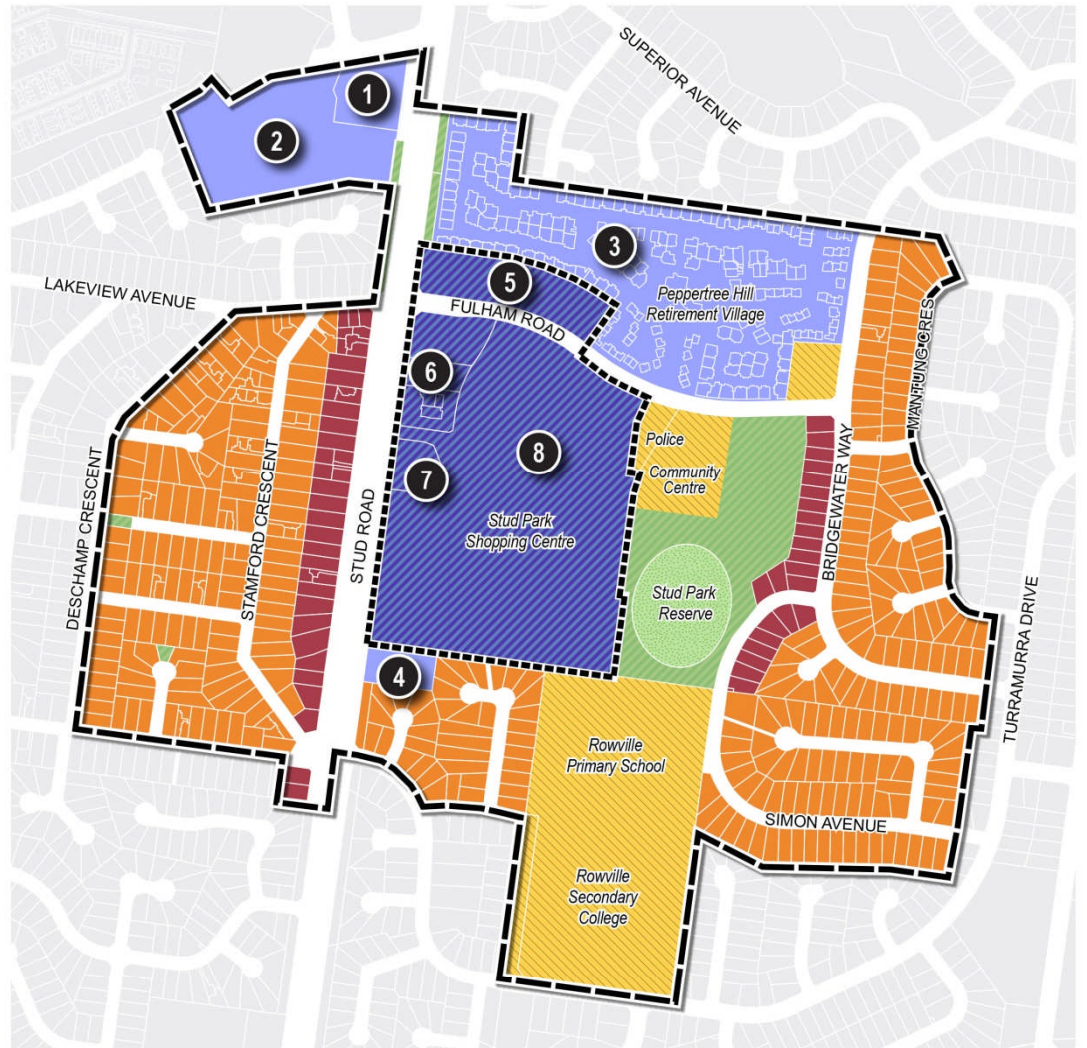 SUPERIOR AVENUE
1
2
3
Peppertree Hill
Retirement Village
LAKEVIEW AVENUE
5
FULHAM ROAD
6
MANTUNG CRES
Police
Community
Centre
8
7
Stud Park
Shopping Centre
BRIDGEWATER WAY
DESCHAMP CRESCENT
STAMFORD CRESCENT
STUD ROAD
Stud Park
Reserve
TURRAMURRA DRIVE
4
Rowville
Primary School
SIMON AVENUE
Rowville
Secondary
College